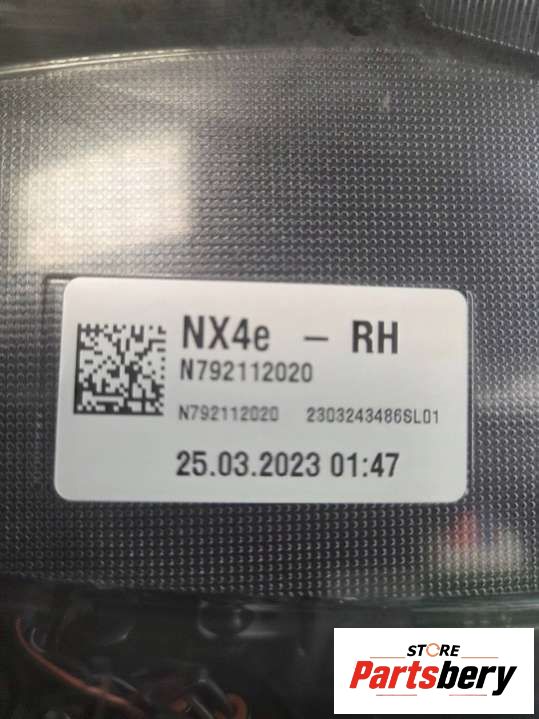 NX4e - RH
N792112020
N792112020 2303243486SL01
25.03.2023 01:47
STORE
Partsbery